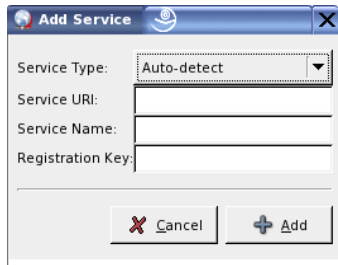 Add Service
Service Type: Auto-detect
Service URI:
Service Name:
Registration Key:
Cancel Add